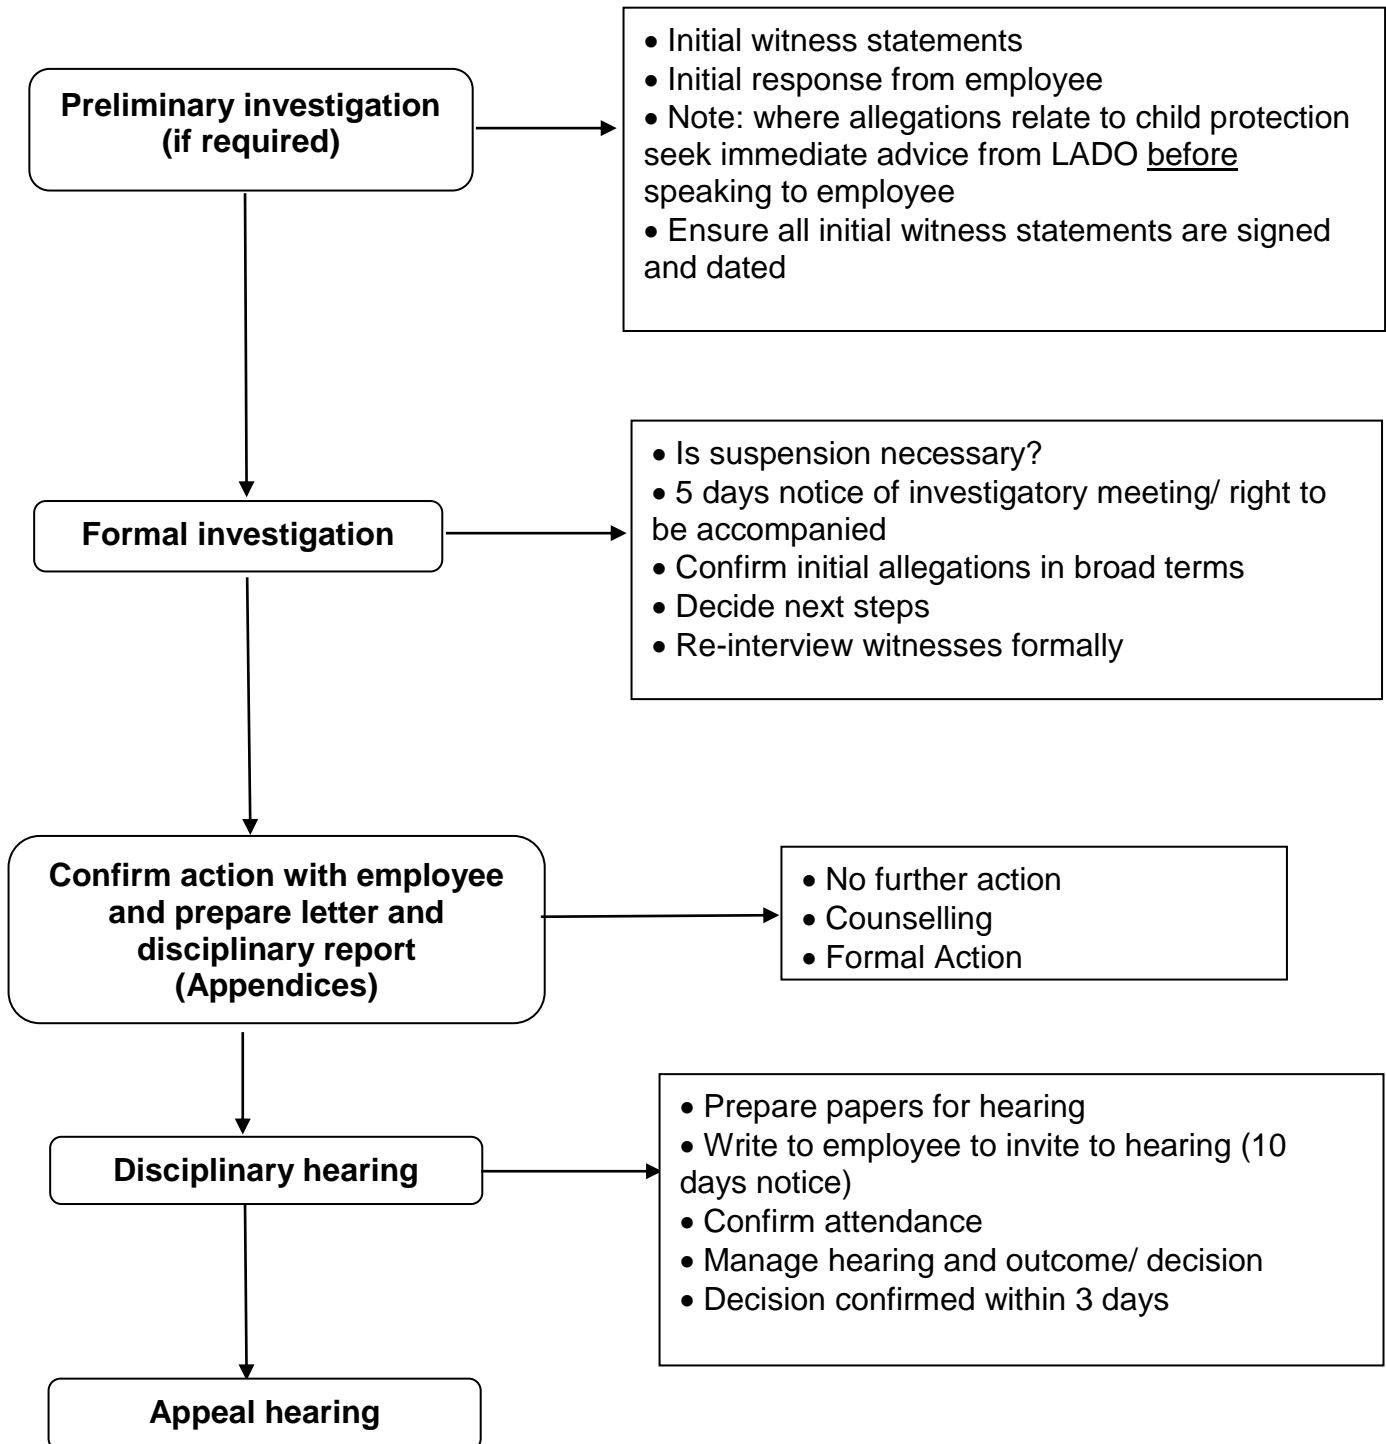 Preliminary investigation
(if required)
• Initial witness statements
• Initial response from employee
• Note: where allegations relate to child protection
seek immediate advice from LADO before
speaking to employee
• Ensure all initial witness statements are signed
and dated
Formal investigation
• Is suspension necessary?
• 5 days notice of investigatory meeting/ right to
be accompanied
• Confirm initial allegations in broad terms
• Decide next steps
• Re-interview witnesses formally
Confirm action with employee
and prepare letter and
disciplinary report
(Appendices)
• No further action
• Counselling
• Formal Action
Disciplinary hearing
• Prepare papers for hearing
• Write to employee to invite to hearing (10
days notice)
• Confirm attendance
• Manage hearing and outcome/ decision
• Decision confirmed within 3 days
Appeal hearing